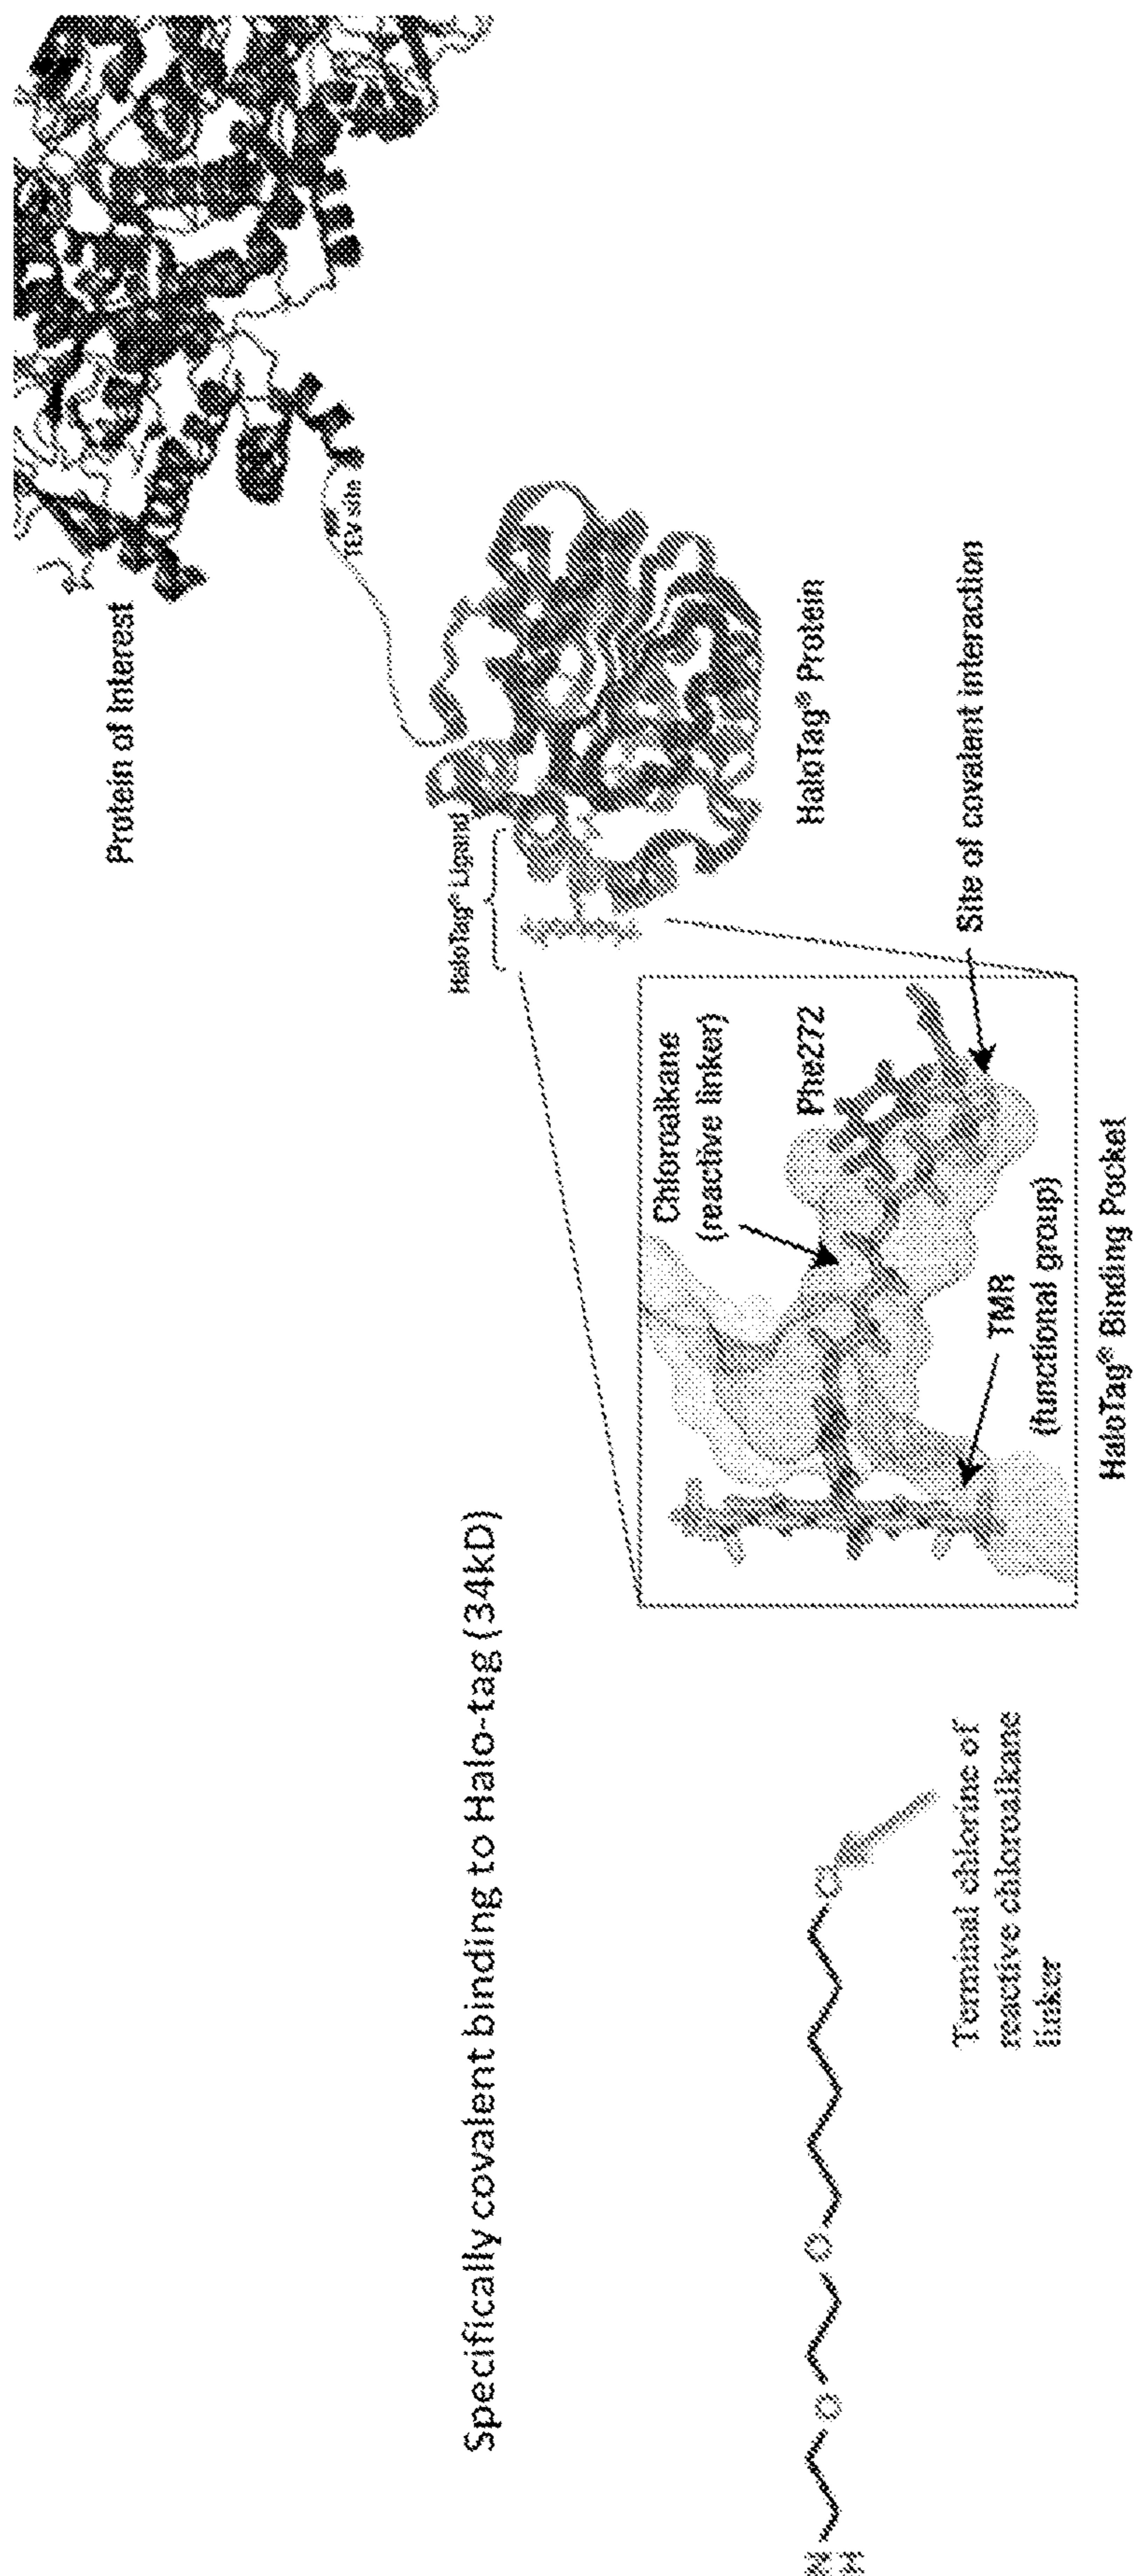 Protein of Interest
TEV site
HaloTag® Ligand
HaloTag® Protein
Specifically covalent binding to Halo-tag (34kD)
Chloroalkane
(reactive linker)
Phe272
Site of covalent interaction
TMR
(functional group)
HaloTag® Binding Pocket
N
H
O
O
Terminal chlorine of
reactive chloroalkane
linker